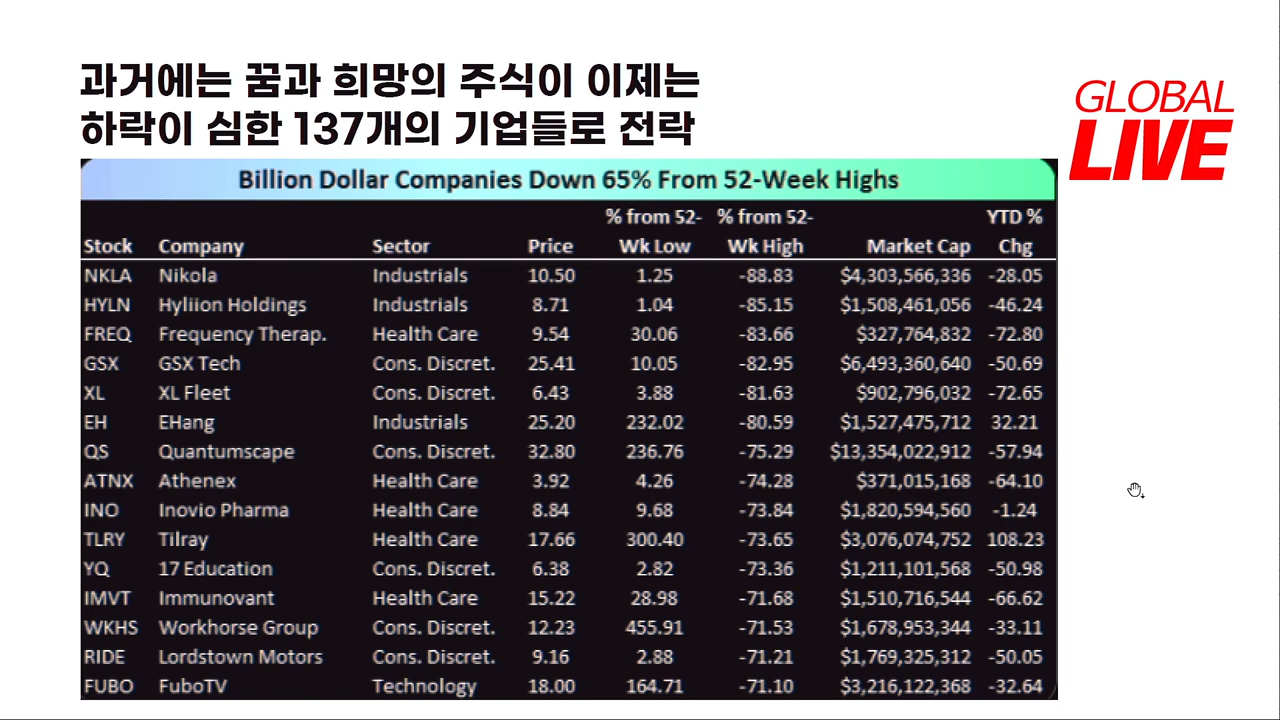 과거에는 꿈과 희망의 주식이 이제는
하락이 심한 137개의 기업들로 전락
GLOBAL
LIVE
Billion Dollar Companies Down 65% From 52-Week Highs
% from 52- % from 52- YTD %
Stock Company Sector Price Wk Low Wk High Market Cap Chg
NKLA Nikola Industrials 10.50 1.25 -88.83 $4,303,566,336 -28.05
HYLN Hyliion Holdings Industrials 8.71 1.04 -85.15 $1,508,461,056 -46.24
FREQ Frequency Therap. Health Care 9.54 30.06 -83.66 $327,764,832 -72.80
GSX GSX Tech Cons. Discret. 25.41 10.05 -82.95 $6,493,360,640 -50.69
XL XL Fleet Cons. Discret. 6.43 3.88 -81.63 $902,796,032 -72.65
EH EHang Industrials 25.20 232.02 -80.59 $1,527,475,712 32.21
QS Quantumscape Cons. Discret. 32.80 236.76 -75.29 $13,354,022,912 -57.94
ATNX Athenex Health Care 3.92 4.26 -74.28 $371,015,168 -64.10
INO Inovio Pharma Health Care 8.84 9.68 -73.84 $1,820,594,560 -1.24
TLRY Tilray Health Care 17.66 300.40 -73.65 $3,076,074,752 108.23
YQ 17 Education Cons. Discret. 6.38 2.82 -73.36 $1,211,101,568 -50.98
IMVT Immunovant Health Care 15.22 28.98 -71.68 $1,510,716,544 -66.62
WKHS Workhorse Group Cons. Discret. 12.23 455.91 -71.53 $1,678,953,344 -33.11
RIDE Lordstown Motors Cons. Discret. 9.16 2.88 -71.21 $1,769,325,312 -50.05
FUBO FuboTV Technology 18.00 164.71 -71.10 $3,216,122,368 -32.64